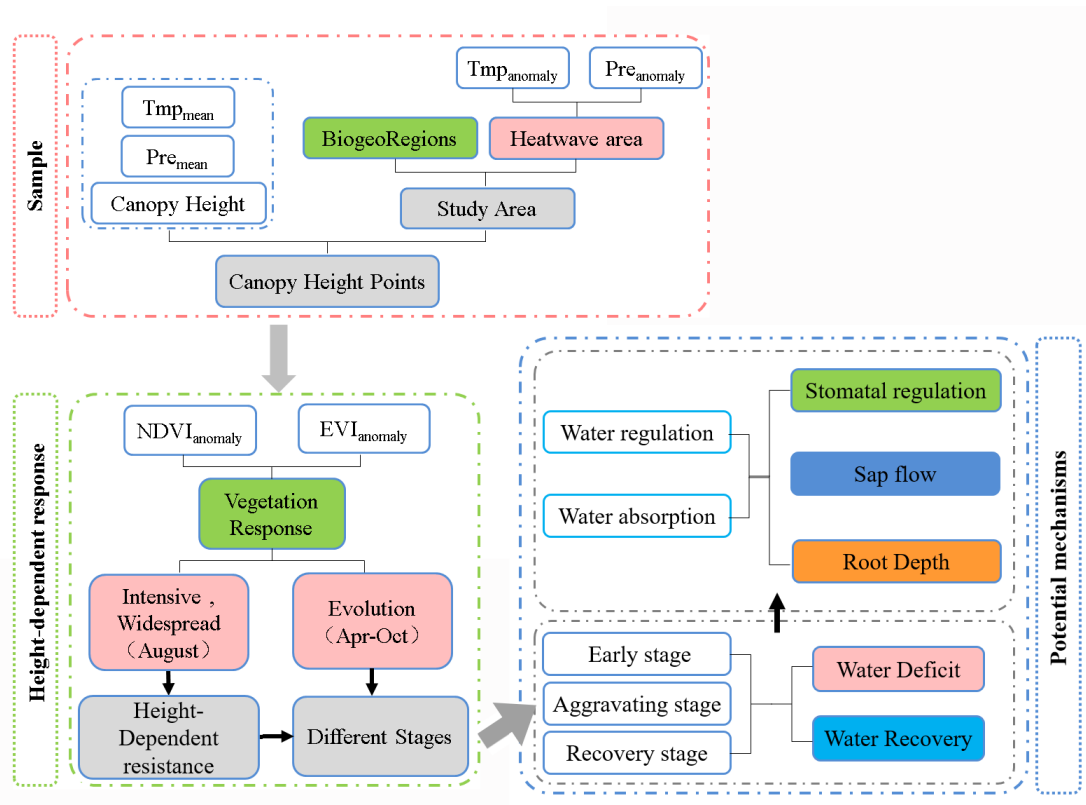 Sample
Tmpmean
Premean
Canopy Height
Tmpanomaly
Preanomaly
BiogeoRegions
Heatwave area
Study Area
Canopy Height Points
Height-dependent response
NDVIanomaly
EVIanomaly
Vegetation
Response
Intensive ,
Widespread
（August）
Evolution
（Apr-Oct）
Height-
Dependent
resistance
Different Stages
Potential mechanisms
Water regulation
Water absorption
Stomatal regulation
Sap flow
Root Depth
Early stage
Aggravating stage
Recovery stage
Water Deficit
Water Recovery